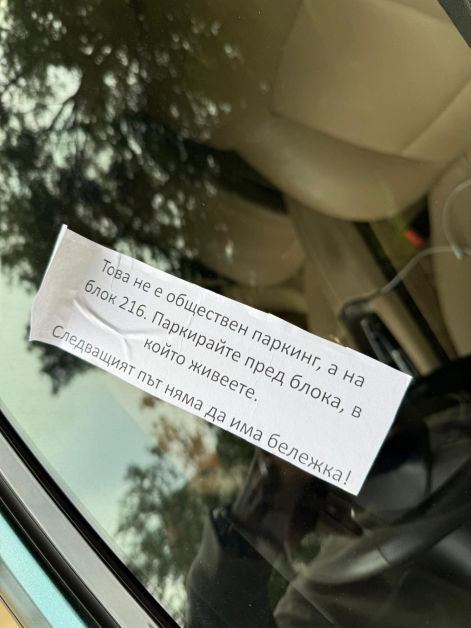 Това не е обществен паркинг, а на
блок 216. Паркирайте пред блока, в
който живеете.
Следващият път няма да има бележка!